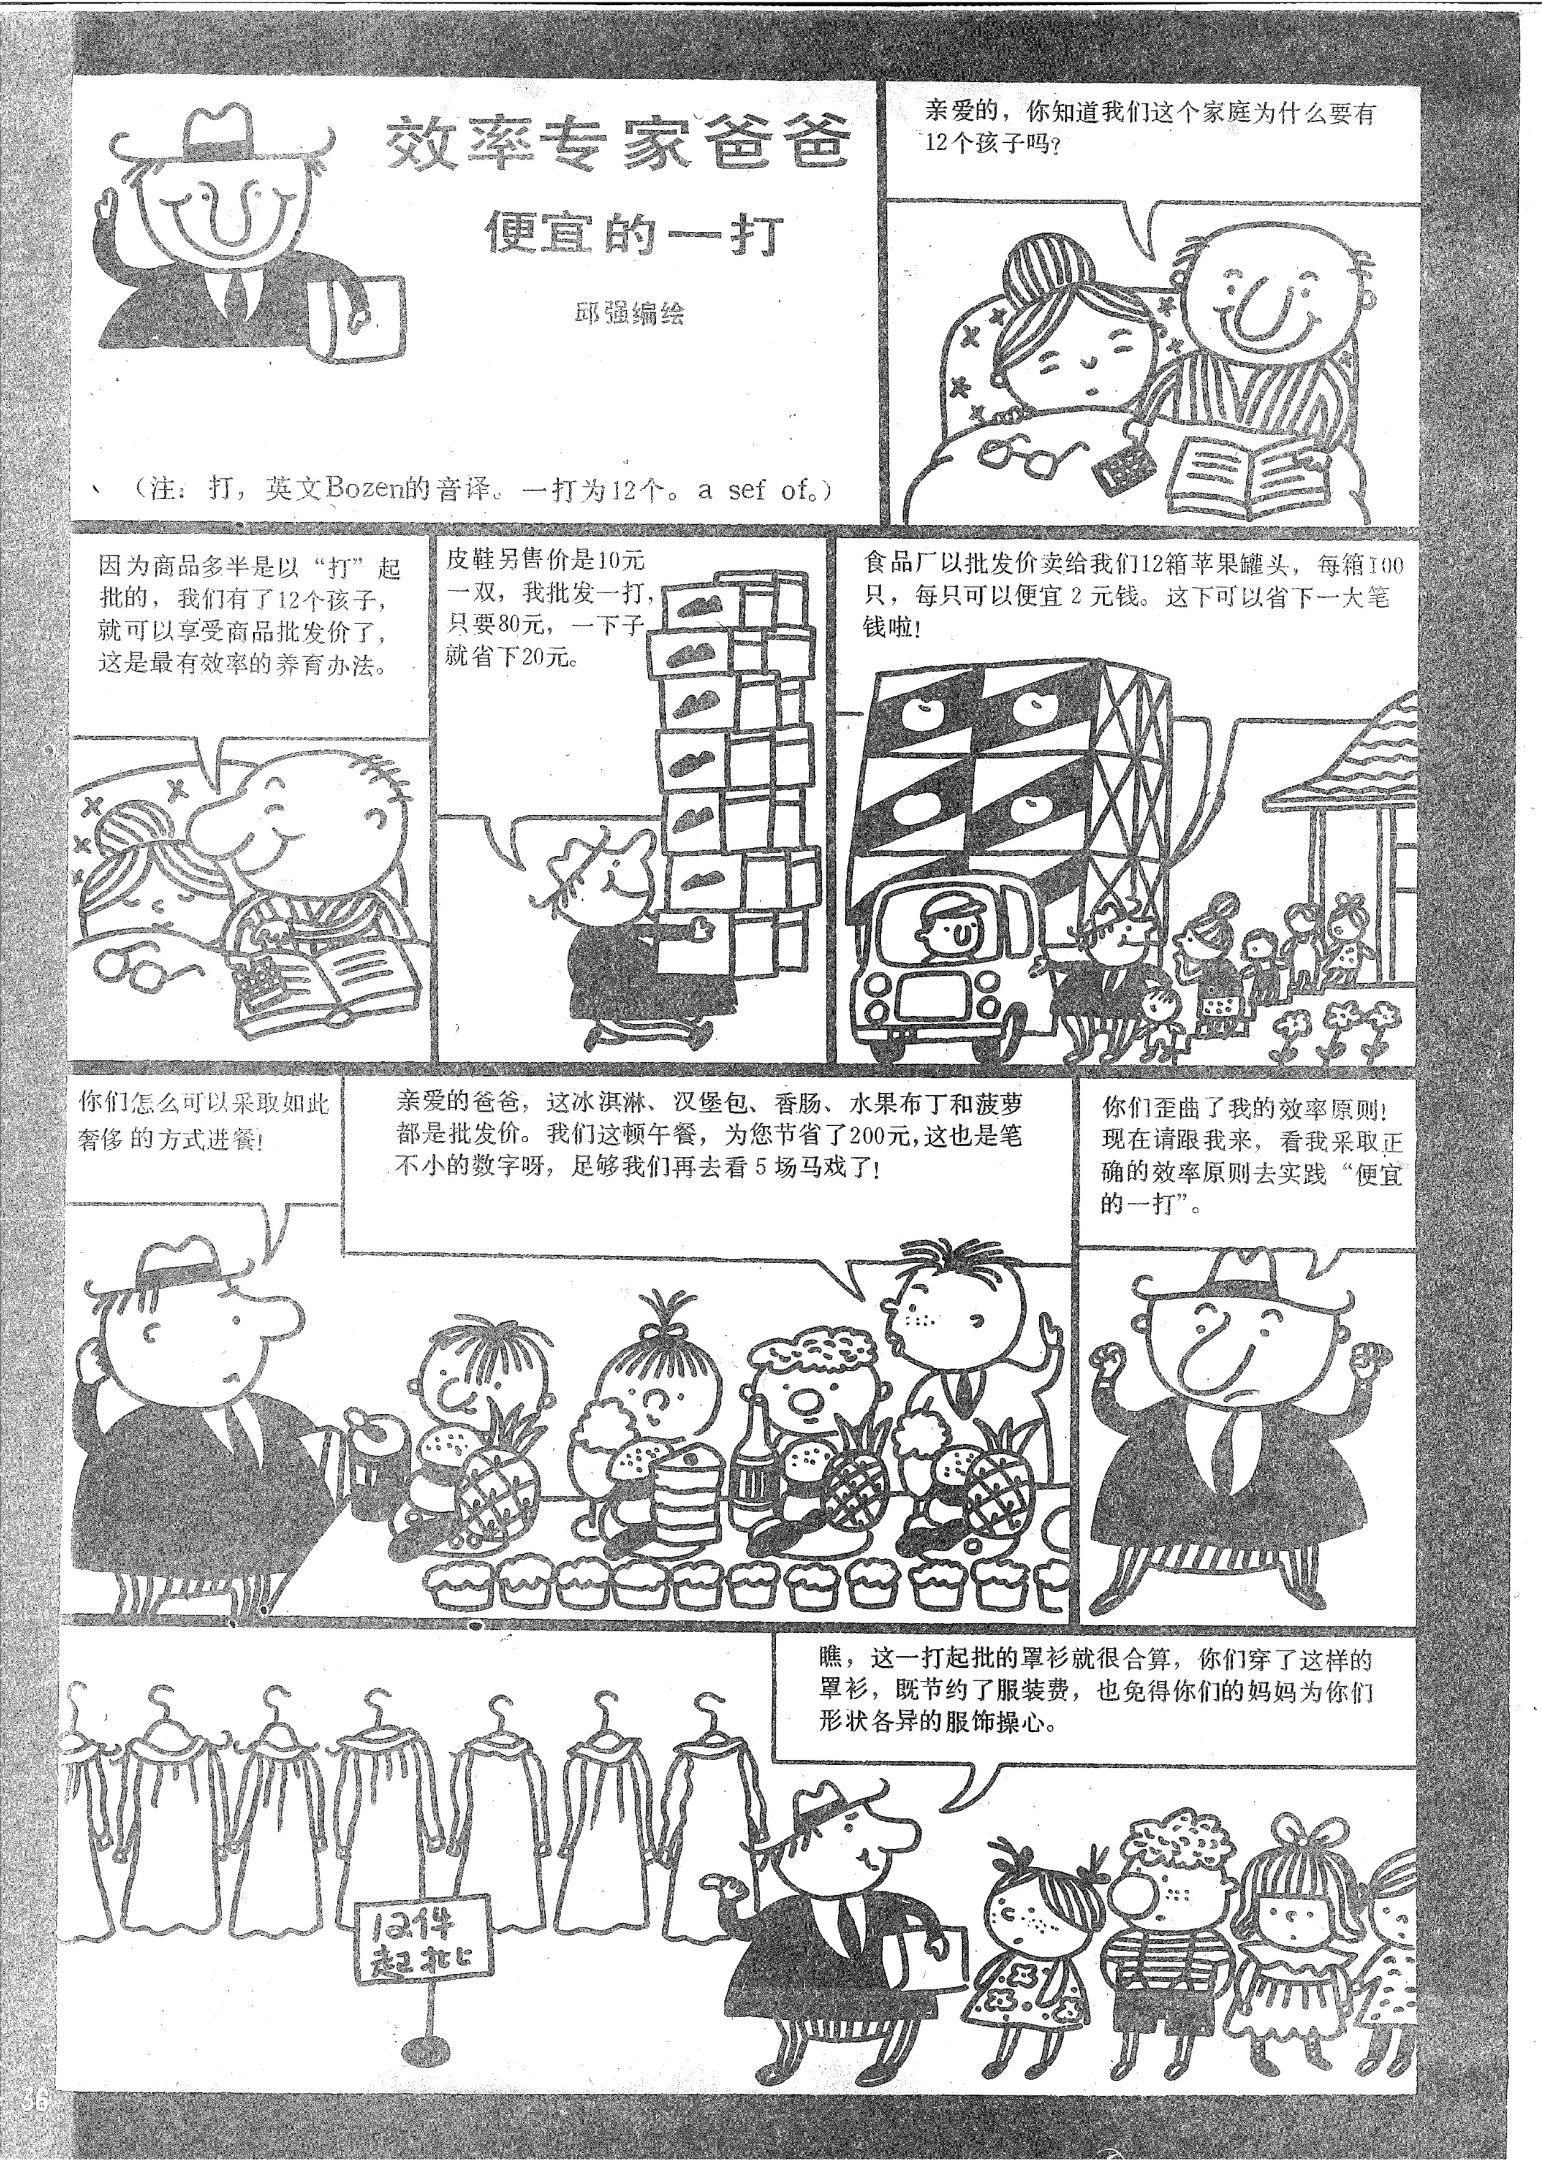 效率专家爸爸
便宜的一打
邱强编绘
(注：打，英文Bozen的音译。一打为12个。a sef of。)
亲爱的，你知道我们这个家庭为什么要有
12个孩子吗?
因为商品多半是以“打”起
批的，我们有了12个孩子，
就可以享受商品批发价了，
这是最有效率的养育办法。
皮鞋另售价是10元
一双，我批发一打，
只要80元，一下子
就省下20元。
食品厂以批发价卖给我们12箱苹果罐头，每箱100
只，每只可以便宜2元钱。这下可以省下一大笔
钱啦!
你们怎么可以采取如此
奢侈的方式进餐!
亲爱的爸爸，这冰淇淋、汉堡包、香肠、水果布丁和菠萝
都是批发价。我们这顿午餐，为您节省了200元，这也是笔
不小的数字呀，足够我们再去看5场马戏了!
你们歪曲了我的效率原则!
现在请跟我来，看我采取正
确的效率原则去实践“便宜
的一打”。
瞧，这一打起批的罩衫就很合算，你们穿了这样的
罩衫，既节约了服装费，也免得你们的妈妈为你们
形状各异的服饰操心。
12件
起批
36